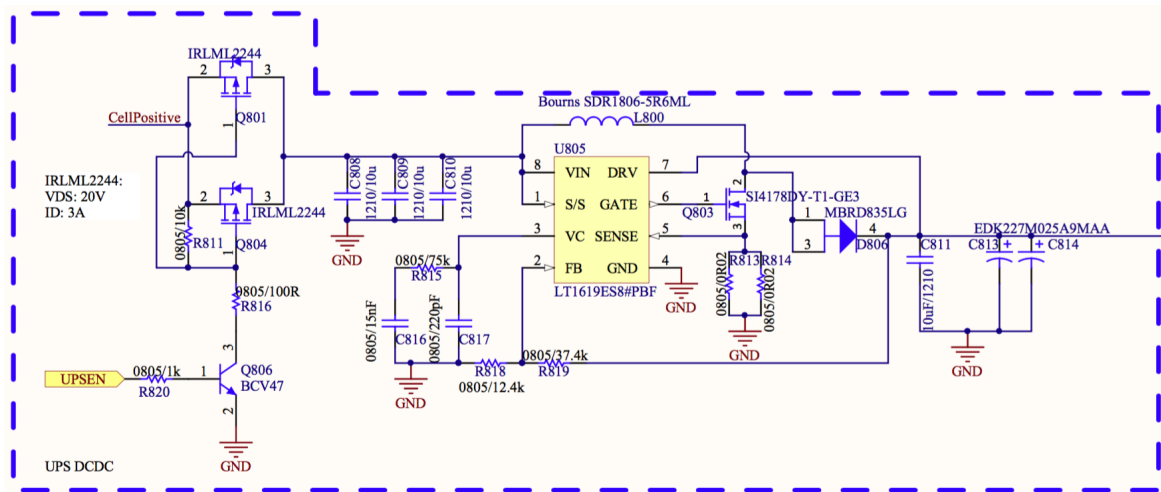 IRLML2244
2
3
1
Q801
CellPositive
IRLML2244:
VDS: 20V
ID: 3A
2
3
IRLML2244
1
Q804
0805/10k
R811
0805/100R
R816
3
Q806
BCV47
UPSEN
0805/1k
R820
1
2
GND
UPS DCDC
C808
1210/10u
C809
1210/10u
C810
1210/10u
GND
Bourns SDR1806-5R6ML
L800
U805
8
VIN
DRV
7
1
S/S
GATE
6
3
VC
SENSE
5
2
FB
GND
4
LT1619ES8#PBF
GND
0805/75k
R815
0805/15nF
C816
0805/220pF
C817
GND
R818
0805/12.4k
0805/37.4k
R819
2
1
Q803
SI4178DY-T1-GE3
3
R813
0805/0R02
R814
0805/0R02
GND
MBRD835LG
1
3
4
D806
C811
10uF/1210
EDK227M025A9MAA
C813
+
+
C814
GND